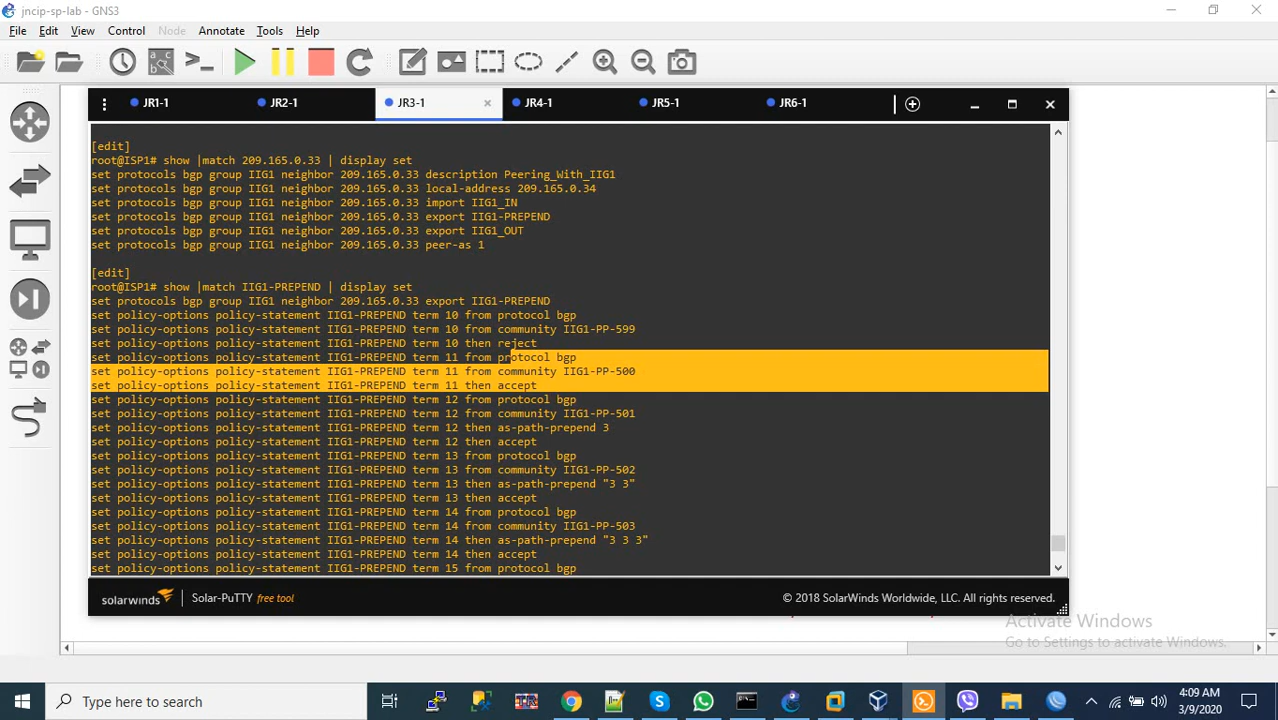 jncip-sp-lab - GNS3
File Edit View Control Node Annotate Tools Help
JR1-1 JR2-1 JR3-1 × JR4-1 JR5-1 JR6-1
[edit]
root@ISP1# show |match 209.165.0.33 | display set
set protocols bgp group IIG1 neighbor 209.165.0.33 description Peering_With_IIG1
set protocols bgp group IIG1 neighbor 209.165.0.33 local-address 209.165.0.34
set protocols bgp group IIG1 neighbor 209.165.0.33 import IIG1_IN
set protocols bgp group IIG1 neighbor 209.165.0.33 export IIG1-PREPEND
set protocols bgp group IIG1 neighbor 209.165.0.33 export IIG1_OUT
set protocols bgp group IIG1 neighbor 209.165.0.33 peer-as 1
[edit]
root@ISP1# show |match IIG1-PREPEND | display set
set protocols bgp group IIG1 neighbor 209.165.0.33 export IIG1-PREPEND
set policy-options policy-statement IIG1-PREPEND term 10 from protocol bgp
set policy-options policy-statement IIG1-PREPEND term 10 from community IIG1-PP-599
set policy-options policy-statement IIG1-PREPEND term 10 then reject
set policy-options policy-statement IIG1-PREPEND term 11 from protocol bgp
set policy-options policy-statement IIG1-PREPEND term 11 from community IIG1-PP-500
set policy-options policy-statement IIG1-PREPEND term 11 then accept
set policy-options policy-statement IIG1-PREPEND term 12 from protocol bgp
set policy-options policy-statement IIG1-PREPEND term 12 from community IIG1-PP-501
set policy-options policy-statement IIG1-PREPEND term 12 then as-path-prepend 3
set policy-options policy-statement IIG1-PREPEND term 12 then accept
set policy-options policy-statement IIG1-PREPEND term 13 from protocol bgp
set policy-options policy-statement IIG1-PREPEND term 13 from community IIG1-PP-502
set policy-options policy-statement IIG1-PREPEND term 13 then as-path-prepend "3 3"
set policy-options policy-statement IIG1-PREPEND term 13 then accept
set policy-options policy-statement IIG1-PREPEND term 14 from protocol bgp
set policy-options policy-statement IIG1-PREPEND term 14 from community IIG1-PP-503
set policy-options policy-statement IIG1-PREPEND term 14 then as-path-prepend "3 3 3"
set policy-options policy-statement IIG1-PREPEND term 14 then accept
set policy-options policy-statement IIG1-PREPEND term 15 from protocol bgp
solarwinds Solar-PuTTY free tool © 2018 SolarWinds Worldwide, LLC. All rights reserved.
Activate Windows
Go to Settings to activate Windows.
Type here to search
4:09 AM
3/9/2020